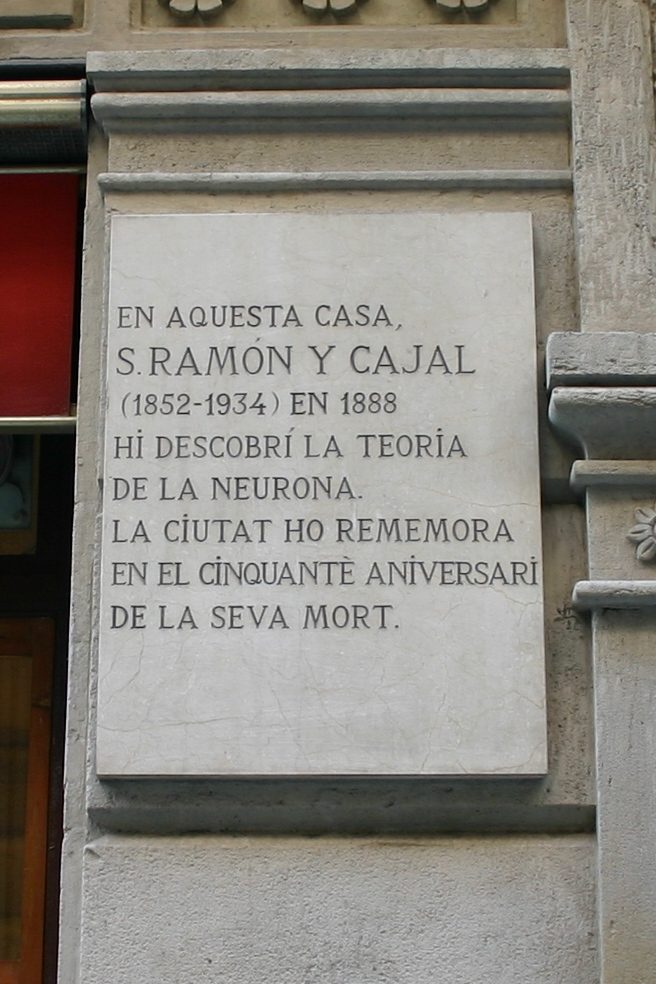 EN AQUESTA CASA,
S. RAMÓN Y CAJAL
(1852-1934) EN 1888
HI DESCOBRÍ LA TEORIA
DE LA NEURONA.
LA CIUTAT HO REMEMORA
EN EL CINQUANTÈ ANIVERSARI
DE LA SEVA MORT.